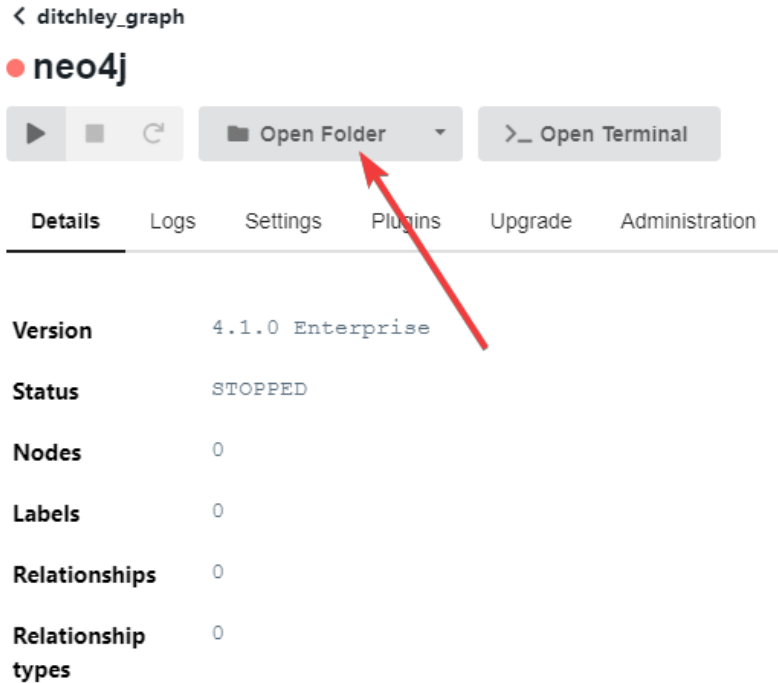 ditchley_graph
neo4j
Open Folder
Open Terminal
Details Logs Settings Plugins Upgrade Administration
Version 4.1.0 Enterprise
Status STOPPED
Nodes 0
Labels 0
Relationships 0
Relationship 0
types